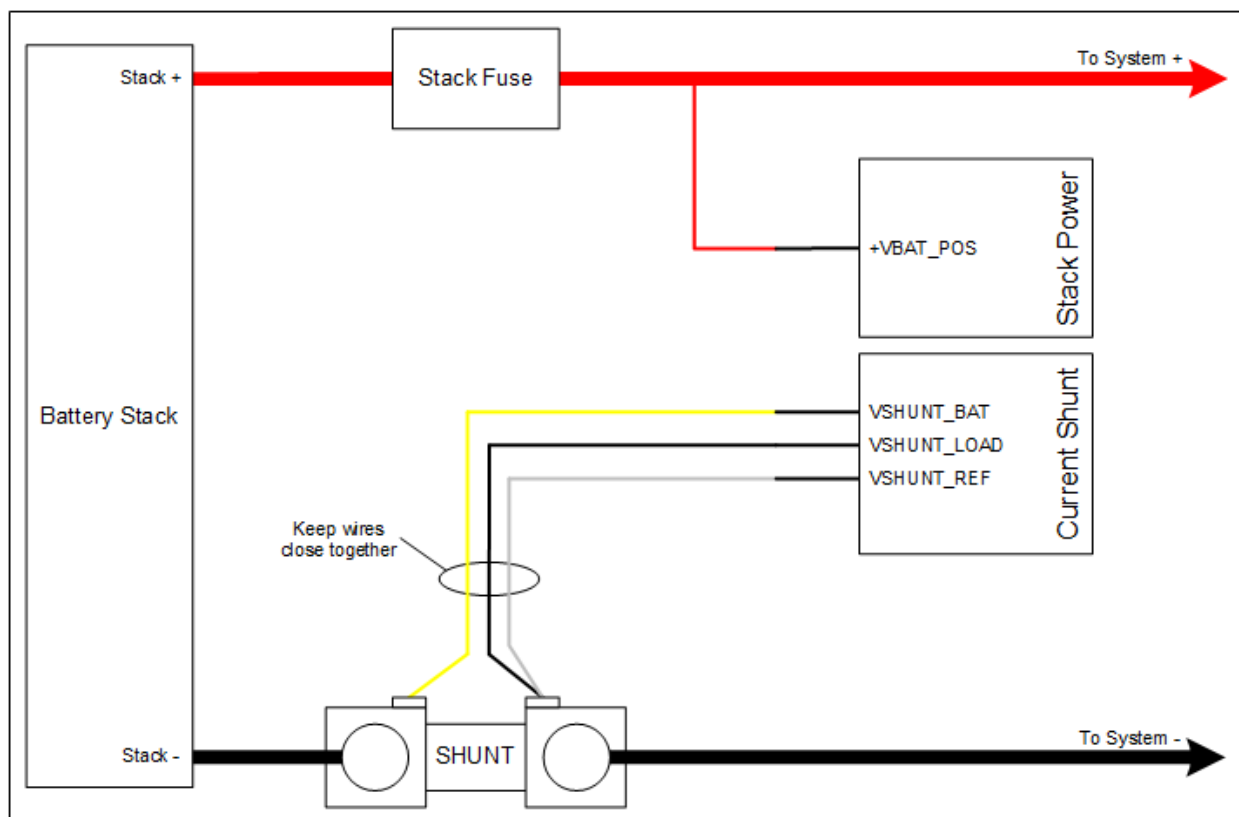 Stack +
Stack Fuse
To System +
+VBAT_POS
Stack Power
Battery Stack
VSHUNT_BAT
VSHUNT_LOAD
VSHUNT_REF
Current Shunt
Keep wires
close together
Stack -
SHUNT
To System -